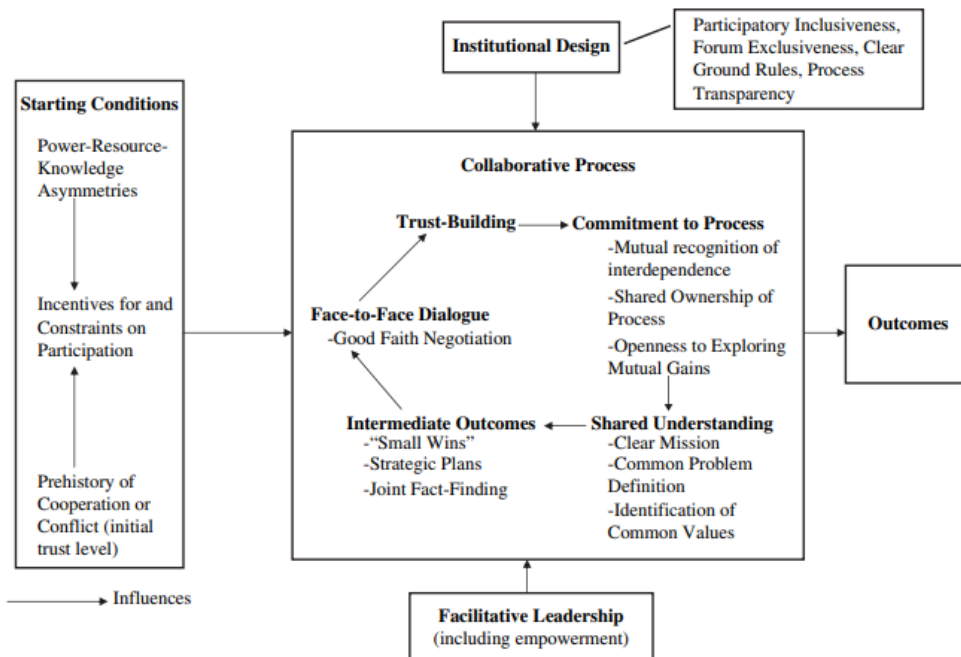 Institutional Design
Participatory Inclusiveness,
Forum Exclusiveness, Clear
Ground Rules, Process
Transparency
Starting Conditions
Power-Resource-
Knowledge
Asymmetries
Incentives for and
Constraints on
Participation
Prehistory of
Cooperation or
Conflict (initial
trust level)
Influences
Collaborative Process
Trust-Building
Commitment to Process
-Mutual recognition of
interdependence
-Shared Ownership of
Process
-Openness to Exploring
Mutual Gains
Face-to-Face Dialogue
-Good Faith Negotiation
Intermediate Outcomes
-“Small Wins”
-Strategic Plans
-Joint Fact-Finding
Shared Understanding
-Clear Mission
-Common Problem
Definition
-Identification of
Common Values
Outcomes
Facilitative Leadership
(including empowerment)